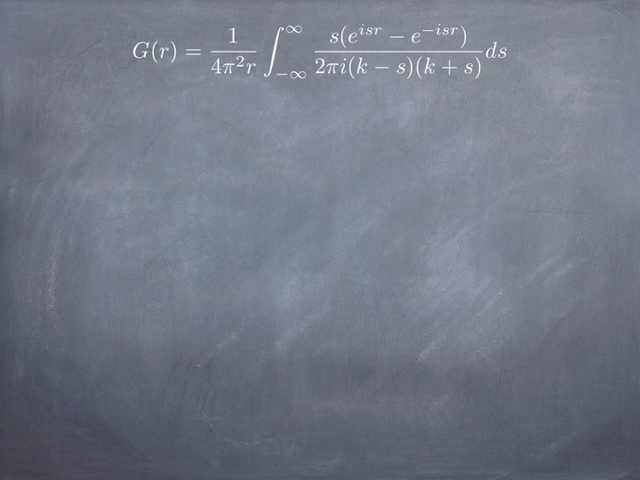 G(r) = \frac{1}{4\pi^2 r} \int_{-\infty}^{\infty} \frac{s(e^{isr} - e^{-isr})}{2\pi i(k - s)(k + s)} ds